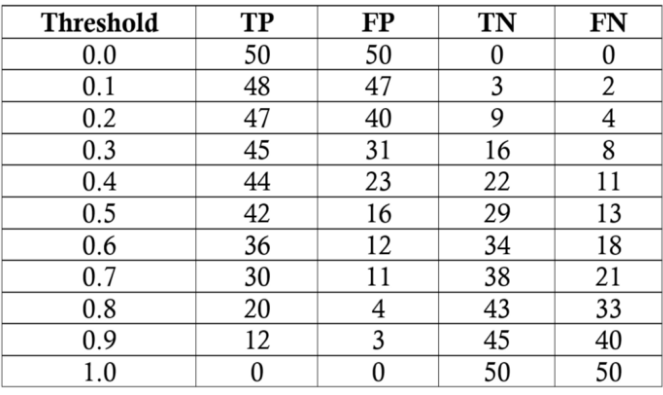 Threshold TP FP TN FN
0.0 50 50 0 0
0.1 48 47 3 2
0.2 47 40 9 4
0.3 45 31 16 8
0.4 44 23 22 11
0.5 42 16 29 13
0.6 36 12 34 18
0.7 30 11 38 21
0.8 20 4 43 33
0.9 12 3 45 40
1.0 0 0 50 50